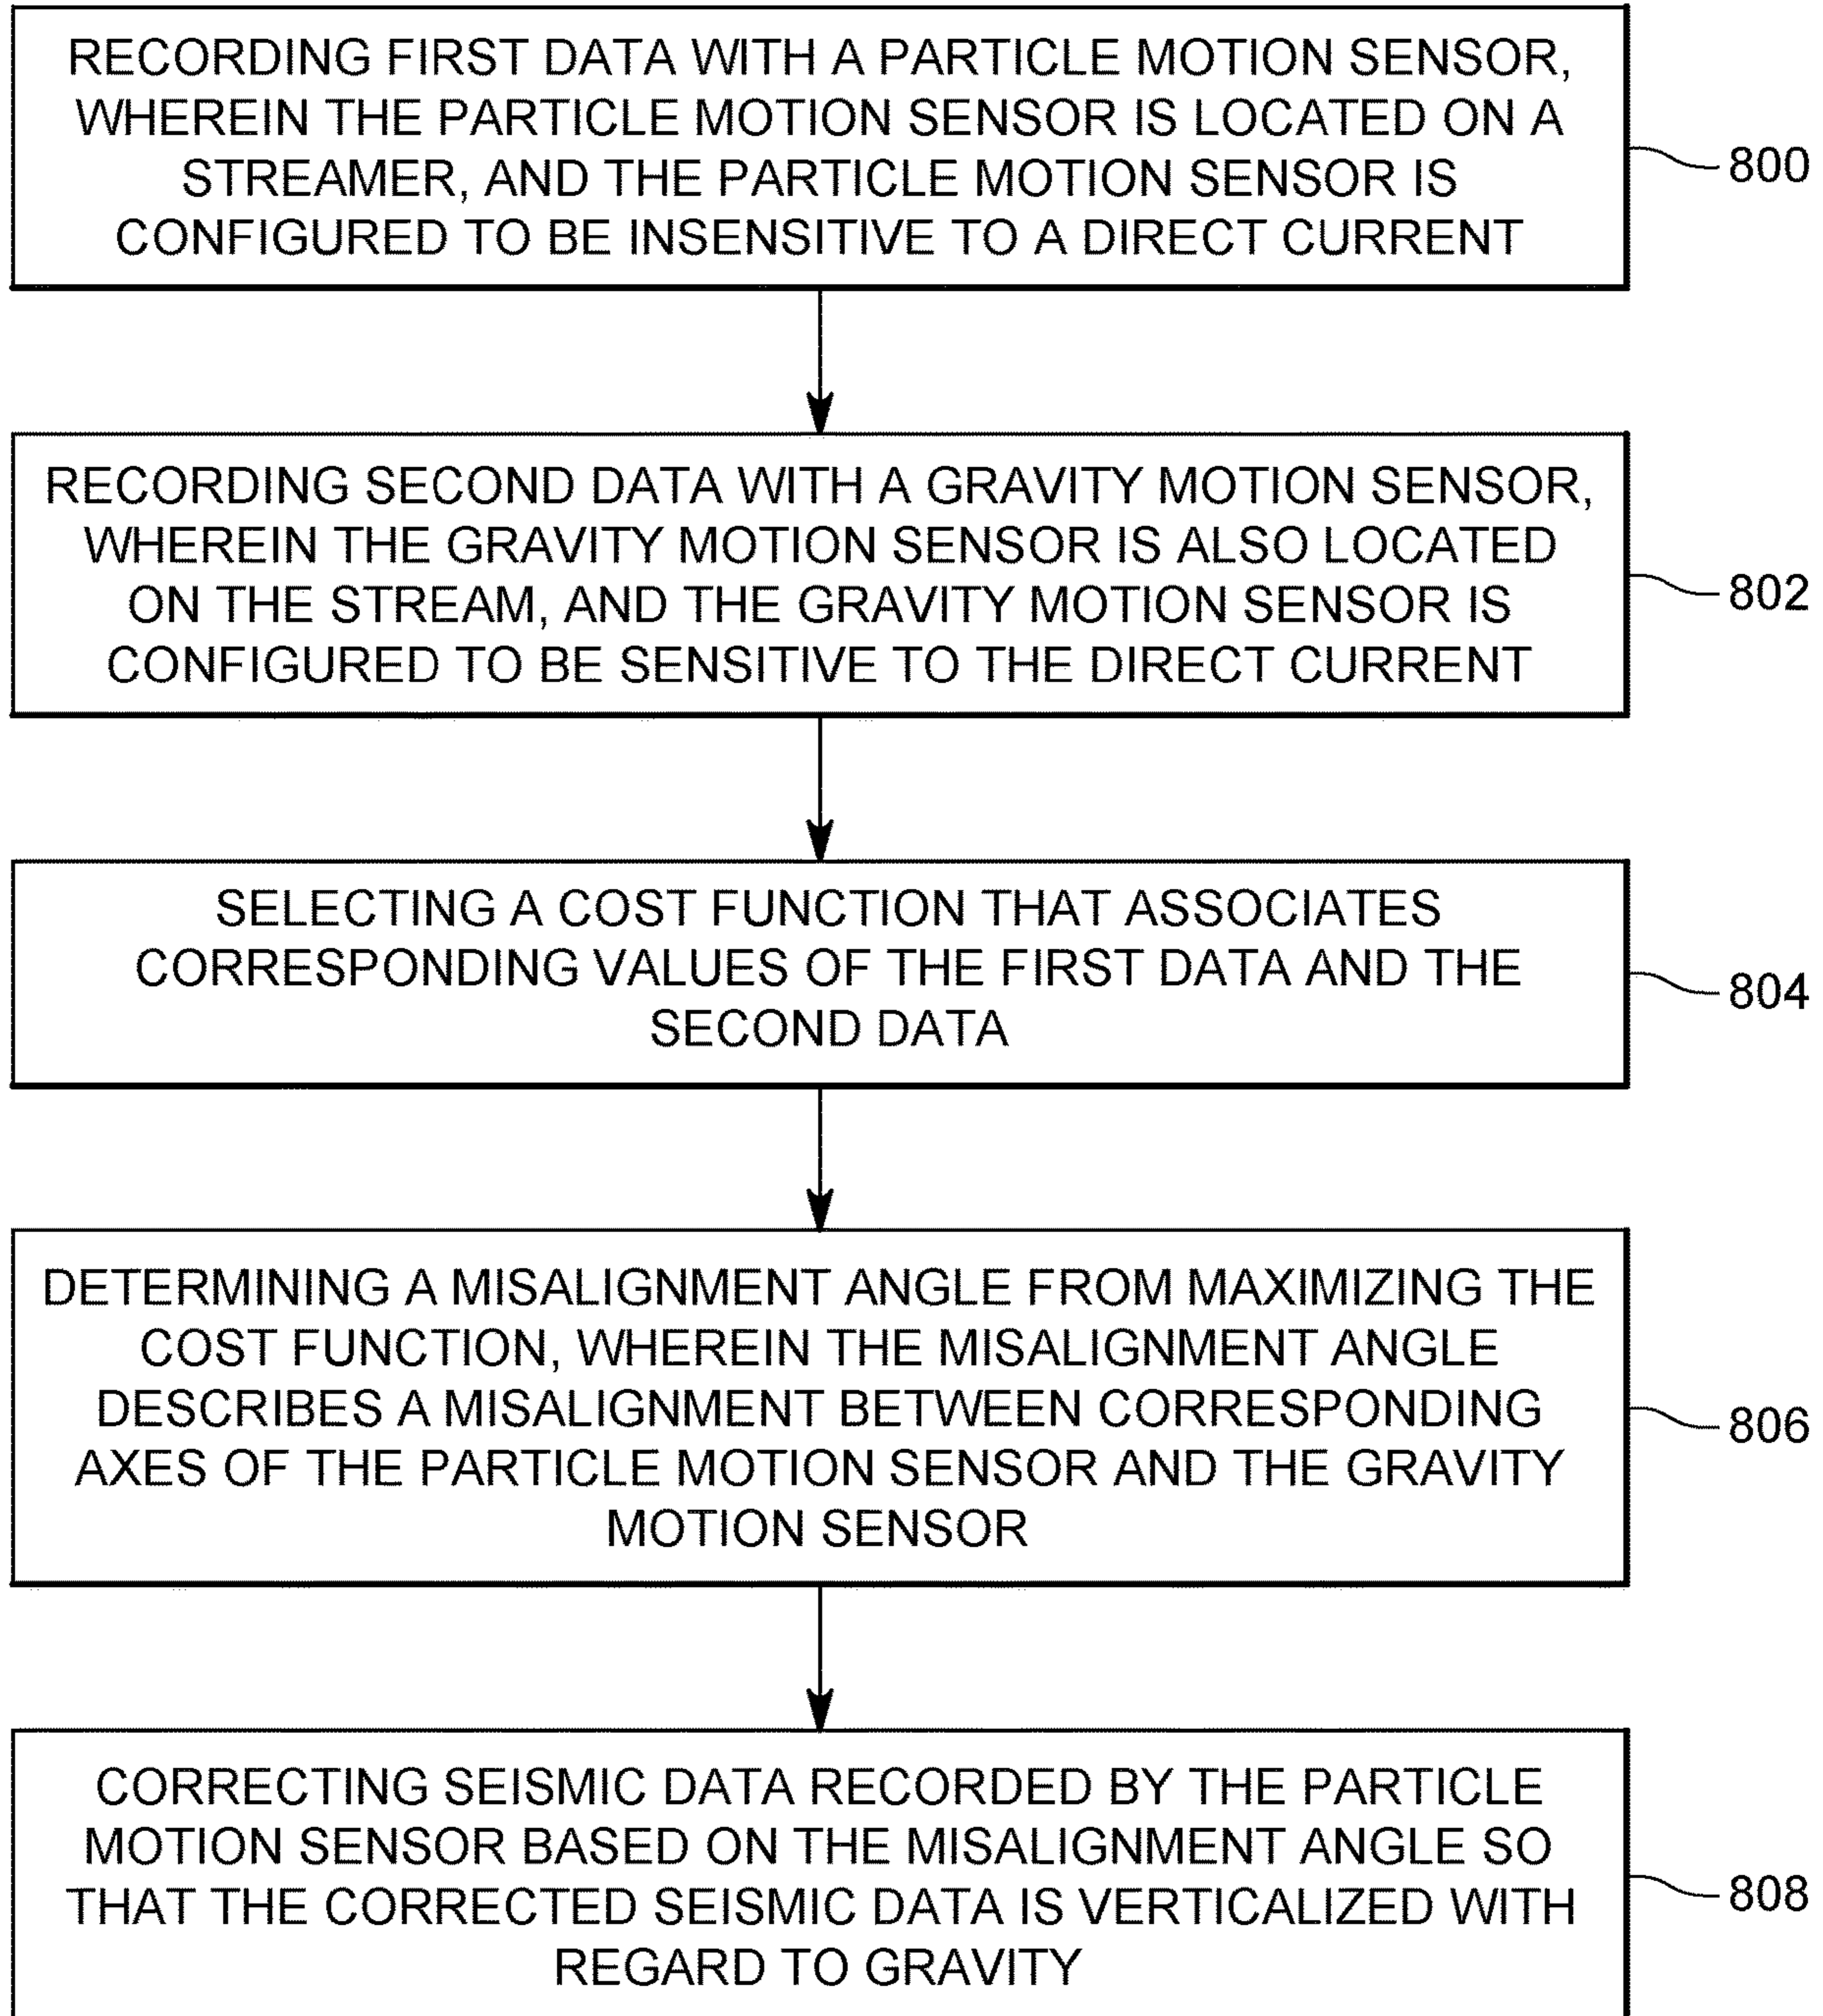 RECORDING FIRST DATA WITH A PARTICLE MOTION SENSOR,
WHEREIN THE PARTICLE MOTION SENSOR IS LOCATED ON A
STREAMER, AND THE PARTICLE MOTION SENSOR IS
CONFIGURED TO BE INSENSITIVE TO A DIRECT CURRENT
800
RECORDING SECOND DATA WITH A GRAVITY MOTION SENSOR,
WHEREIN THE GRAVITY MOTION SENSOR IS ALSO LOCATED
ON THE STREAM, AND THE GRAVITY MOTION SENSOR IS
CONFIGURED TO BE SENSITIVE TO THE DIRECT CURRENT
802
SELECTING A COST FUNCTION THAT ASSOCIATES
CORRESPONDING VALUES OF THE FIRST DATA AND THE
SECOND DATA
804
DETERMINING A MISALIGNMENT ANGLE FROM MAXIMIZING THE
COST FUNCTION, WHEREIN THE MISALIGNMENT ANGLE
DESCRIBES A MISALIGNMENT BETWEEN CORRESPONDING
AXES OF THE PARTICLE MOTION SENSOR AND THE GRAVITY
MOTION SENSOR
806
CORRECTING SEISMIC DATA RECORDED BY THE PARTICLE
MOTION SENSOR BASED ON THE MISALIGNMENT ANGLE SO
THAT THE CORRECTED SEISMIC DATA IS VERTICALIZED WITH
REGARD TO GRAVITY
808